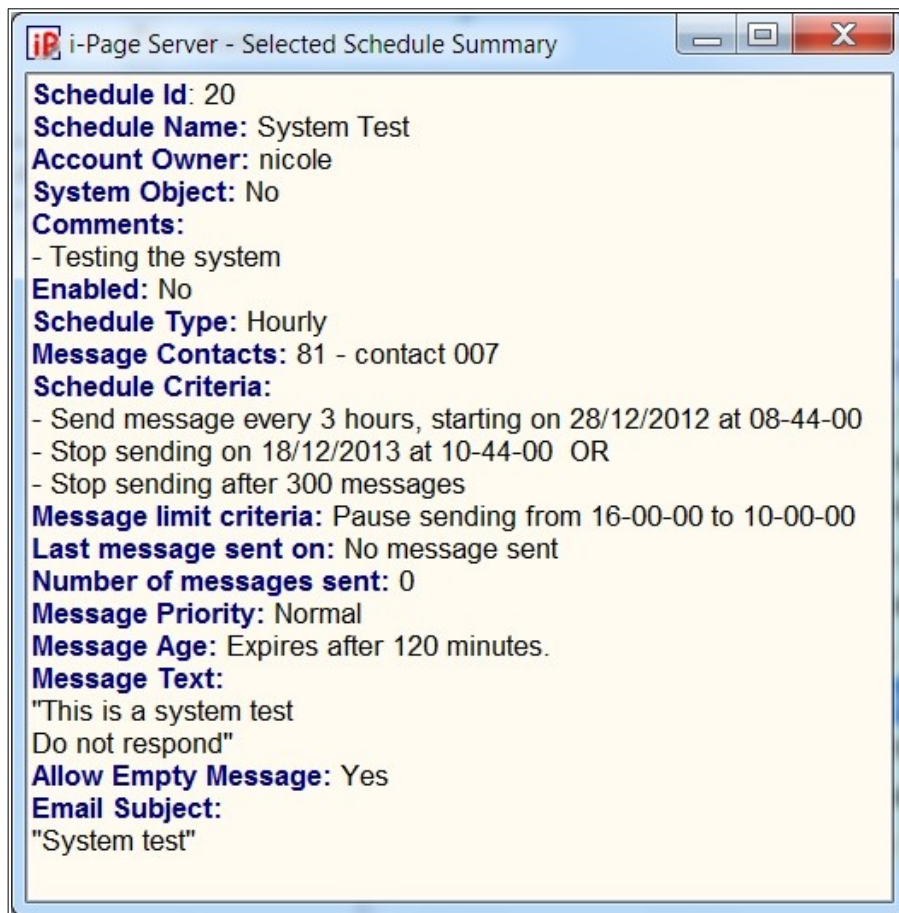 iP i-Page Server - Selected Schedule Summary
Schedule Id: 20
Schedule Name: System Test
Account Owner: nicole
System Object: No
Comments:
- Testing the system
Enabled: No
Schedule Type: Hourly
Message Contacts: 81 - contact 007
Schedule Criteria:
- Send message every 3 hours, starting on 28/12/2012 at 08-44-00
- Stop sending on 18/12/2013 at 10-44-00  OR
- Stop sending after 300 messages
Message limit criteria: Pause sending from 16-00-00 to 10-00-00
Last message sent on: No message sent
Number of messages sent: 0
Message Priority: Normal
Message Age: Expires after 120 minutes.
Message Text:
"This is a system test
Do not respond"
Allow Empty Message: Yes
Email Subject:
"System test"